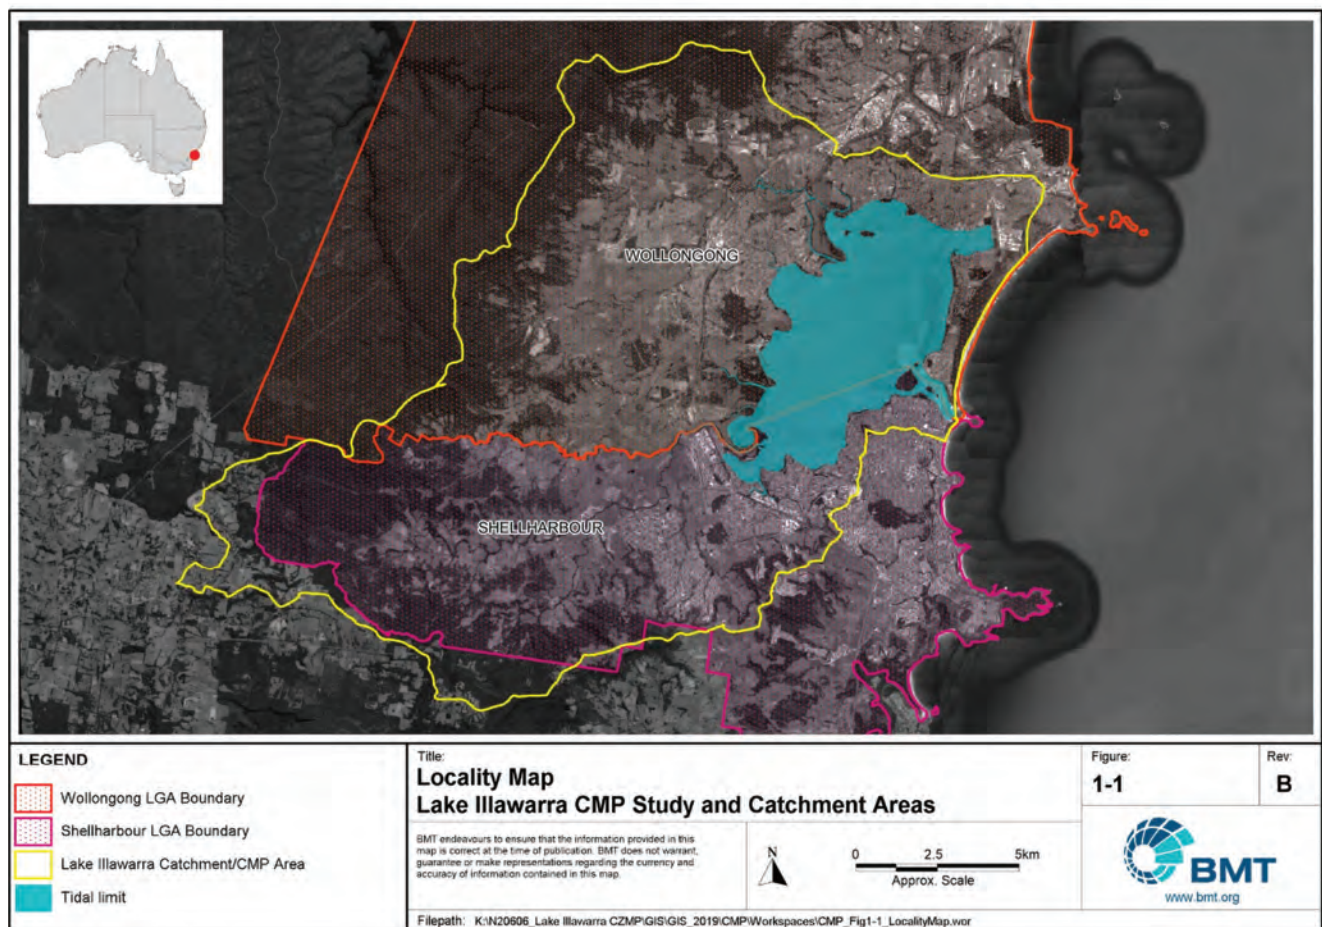 WOLLONGONG
SHELLHARBOUR
LEGEND
Wollongong LGA Boundary
Shellharbour LGA Boundary
Lake Illawarra Catchment/CMP Area
Tidal limit
Title:
Locality Map
Lake Illawarra CMP Study and Catchment Areas
BMT endeavours to ensure that the information provided in this
map is correct at the time of publication. BMT does not warrant,
guarantee or make representations regarding the currency and
accuracy of information contained in this map.
N
0 2.5 5km
Approx. Scale
Figure:
1-1
Rev:
B
BMT
www.bmt.org
Filepath: K:\N20606_Lake Illawarra CZMP\GIS\GIS_2019\CMP\Workspaces\CMP_Fig1-1_LocalityMap.wor